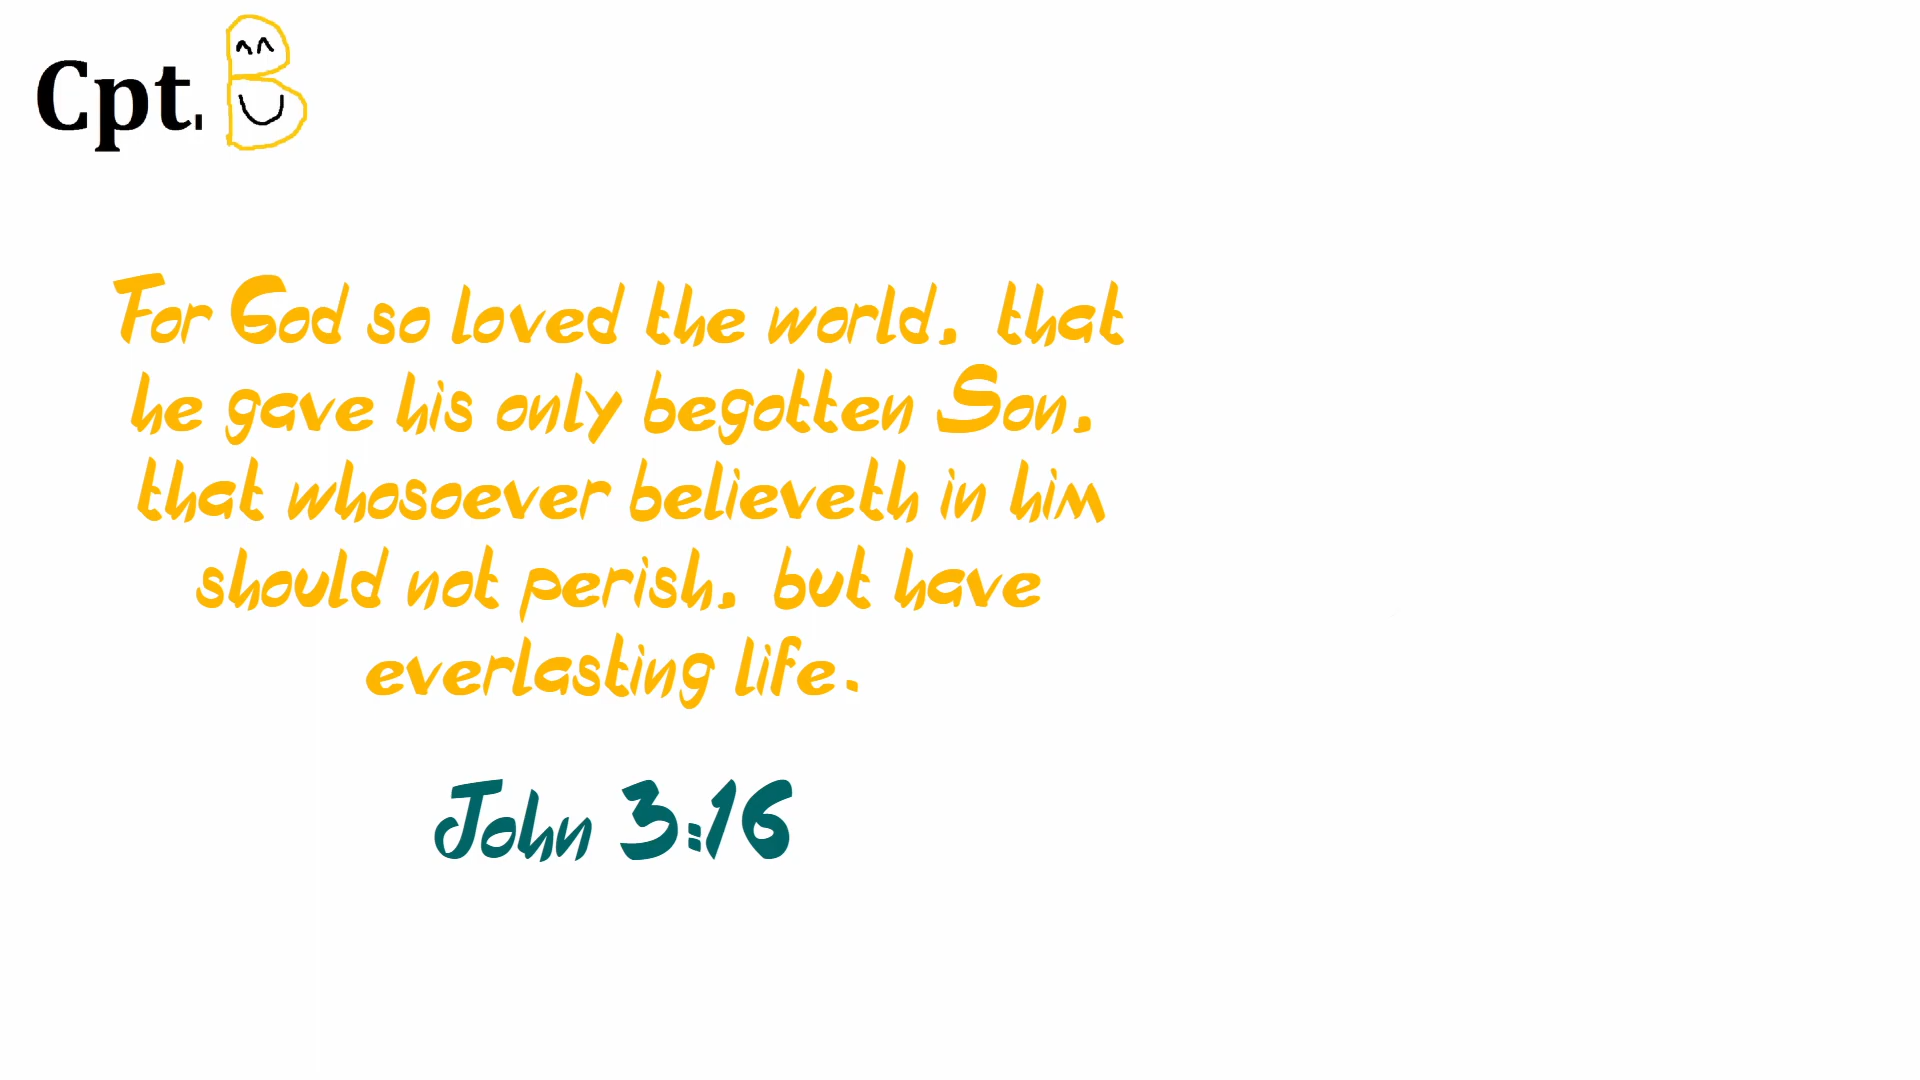 Cpt. B
For God so loved the world, that
he gave his only begotten Son,
that whosoever believeth in him
should not perish, but have
everlasting life.
John 3:16